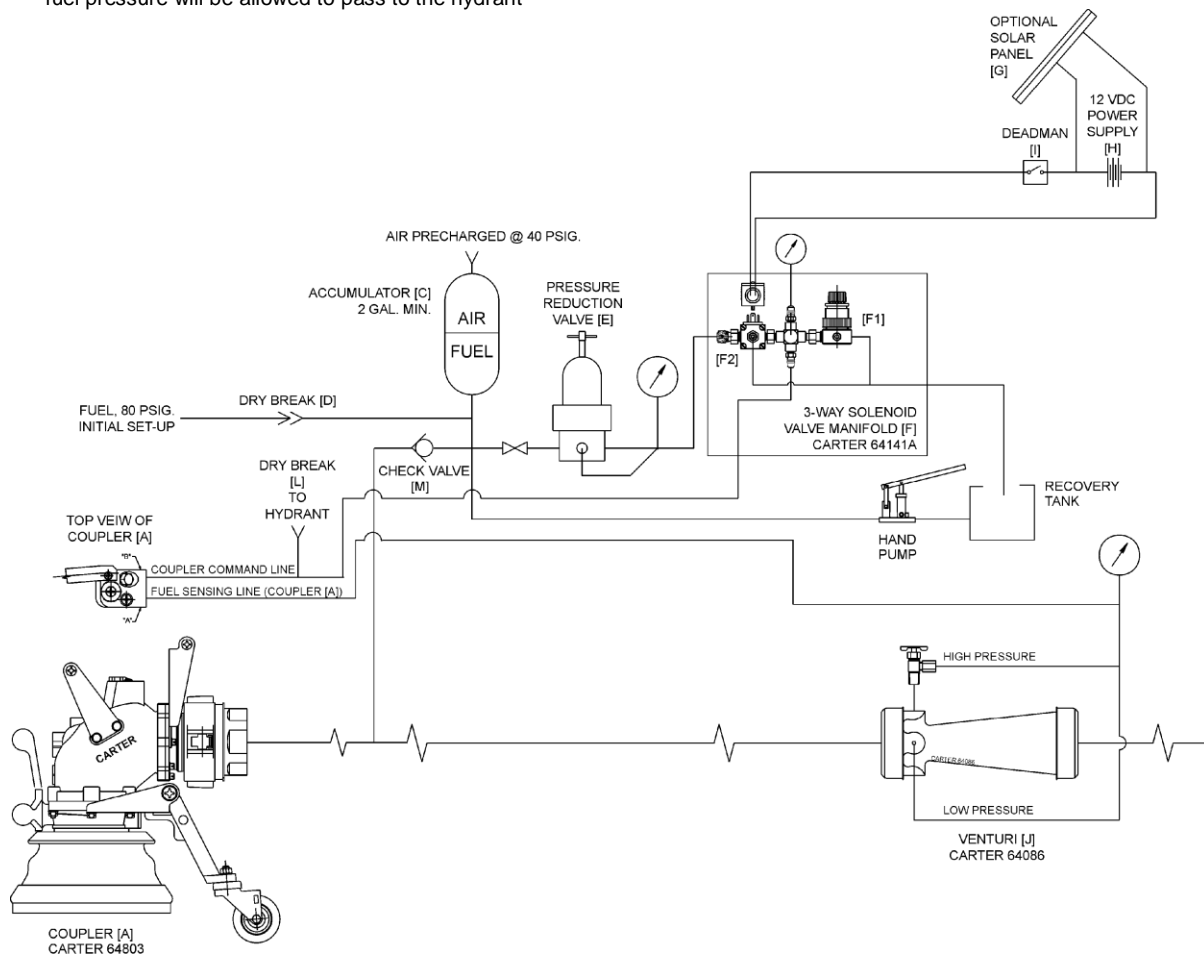 fuel pressure will be allowed to pass to the hydrant
OPTIONAL
SOLAR
PANEL
[G]
12 VDC
POWER
SUPPLY
[H]
DEADMAN
[I]
AIR PRECHARGED @ 40 PSIG.
ACCUMULATOR [C]
2 GAL. MIN.
AIR
FUEL
PRESSURE
REDUCTION
VALVE [E]
[F1]
[F2]
3-WAY SOLENOID
VALVE MANIFOLD [F]
CARTER 64141A
FUEL, 80 PSIG.
INITIAL SET-UP
DRY BREAK [D]
CHECK VALVE
[M]
DRY BREAK
[L]
TO
HYDRANT
RECOVERY
TANK
HAND
PUMP
TOP VEIW OF
COUPLER [A]
"B"
COUPLER COMMAND LINE
FUEL SENSING LINE (COUPLER [A])
"A"
HIGH PRESSURE
CARTER
CARTER 64086
LOW PRESSURE
VENTURI [J]
CARTER 64086
COUPLER [A]
CARTER 64803